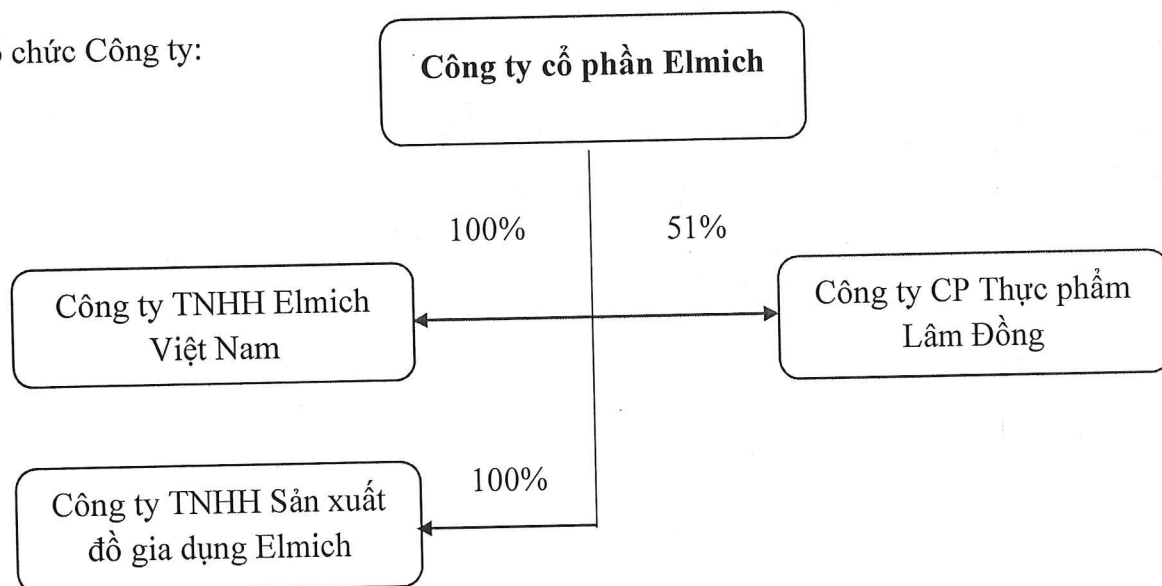 chức Công ty:
Công ty cổ phần Elmich
100%
51%
Công ty TNHH Elmich
Việt Nam
Công ty CP Thực phẩm
Lâm Đồng
100%
Công ty TNHH Sản xuất
đồ gia dụng Elmich